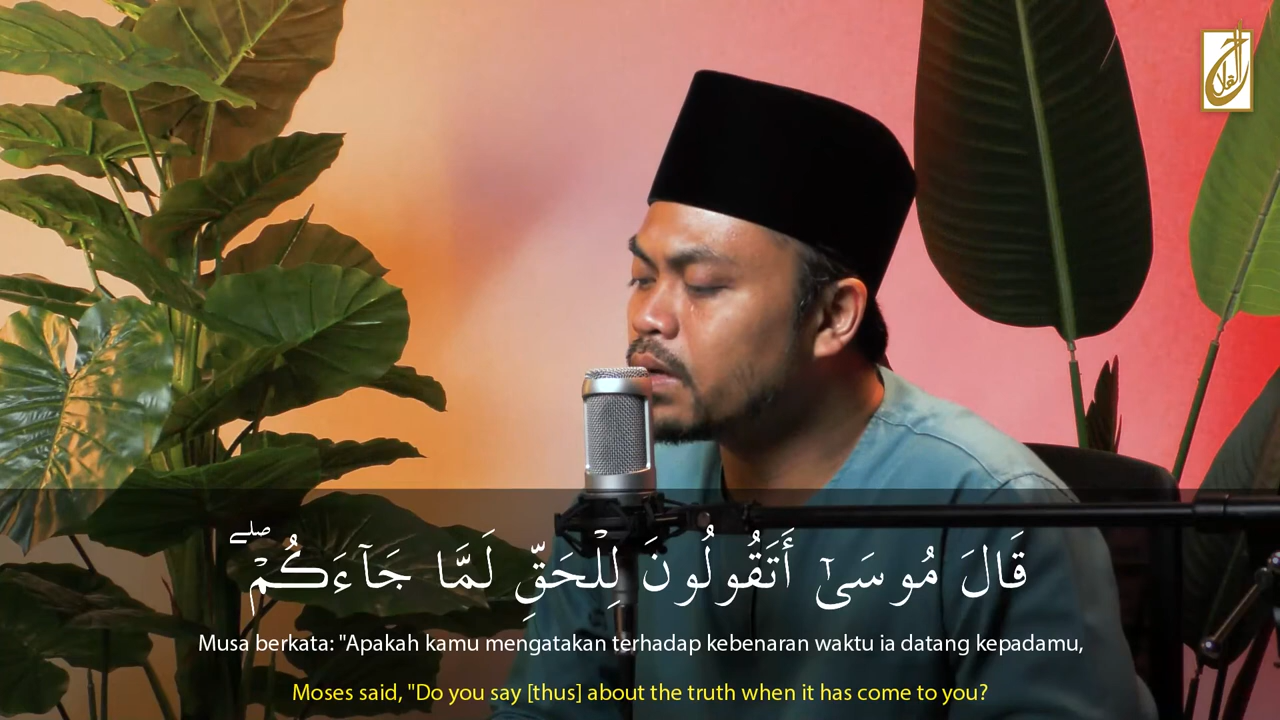 قَالَ مُوسَىٰٓ أَتَقُولُونَ لِلْحَقِّ لَمَّا جَآءَكُمْ ۖ
Musa berkata: "Apakah kamu mengatakan terhadap kebenaran waktu ia datang kepadamu,
Moses said, "Do you say [thus] about the truth when it has come to you?